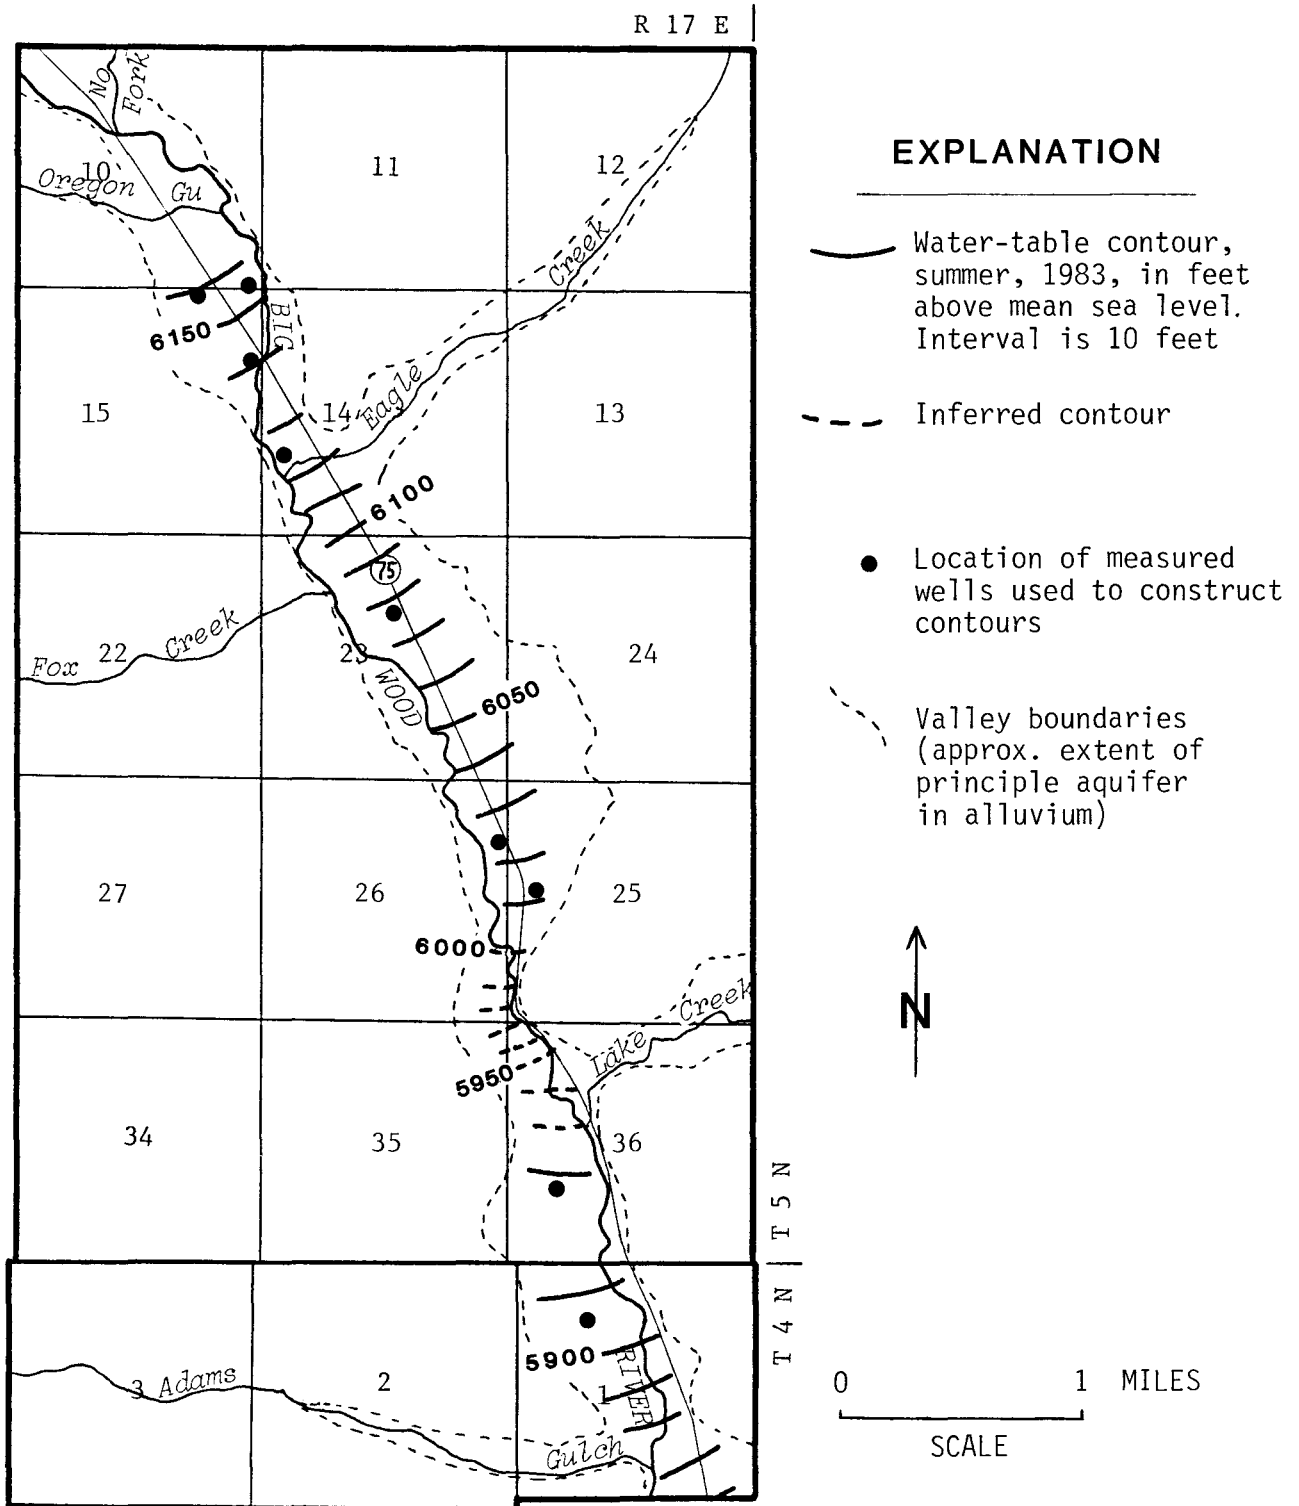 R 17 E
No
Fork
10
11
12
Oregon Gu
Creek
6150
BIG
15
14
Eagle
13
6100
75
22
Fox Creek
23
24
WOOD
6050
27
26
25
6000
Lake Creek
5950
34
35
36
T 5 N
T 4 N
5900
RIVER
3
Adams
2
1
Gulch
EXPLANATION
Water-table contour,
summer, 1983, in feet
above mean sea level.
Interval is 10 feet
Inferred contour
Location of measured
wells used to construct
contours
Valley boundaries
(approx. extent of
principle aquifer
in alluvium)
N
0 1 MILES
SCALE